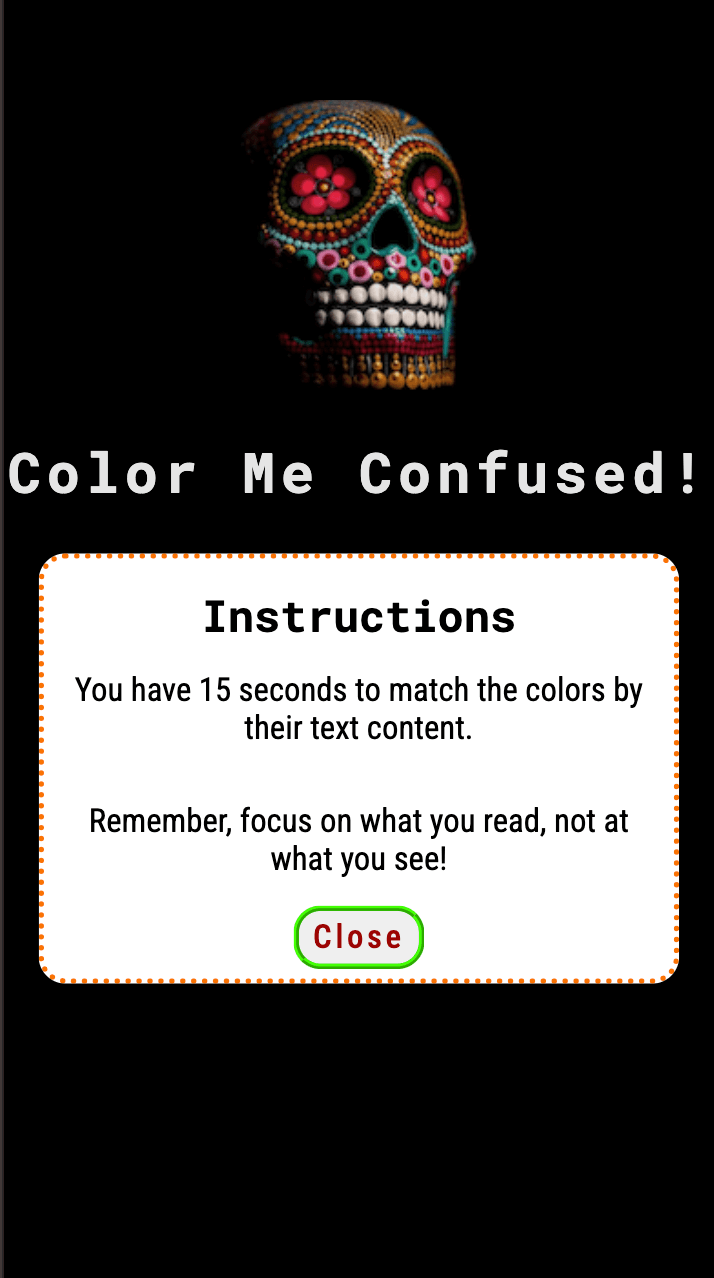 Color Me Confused!
Instructions
You have 15 seconds to match the colors by
their text content.
Remember, focus on what you read, not at
what you see!
Close